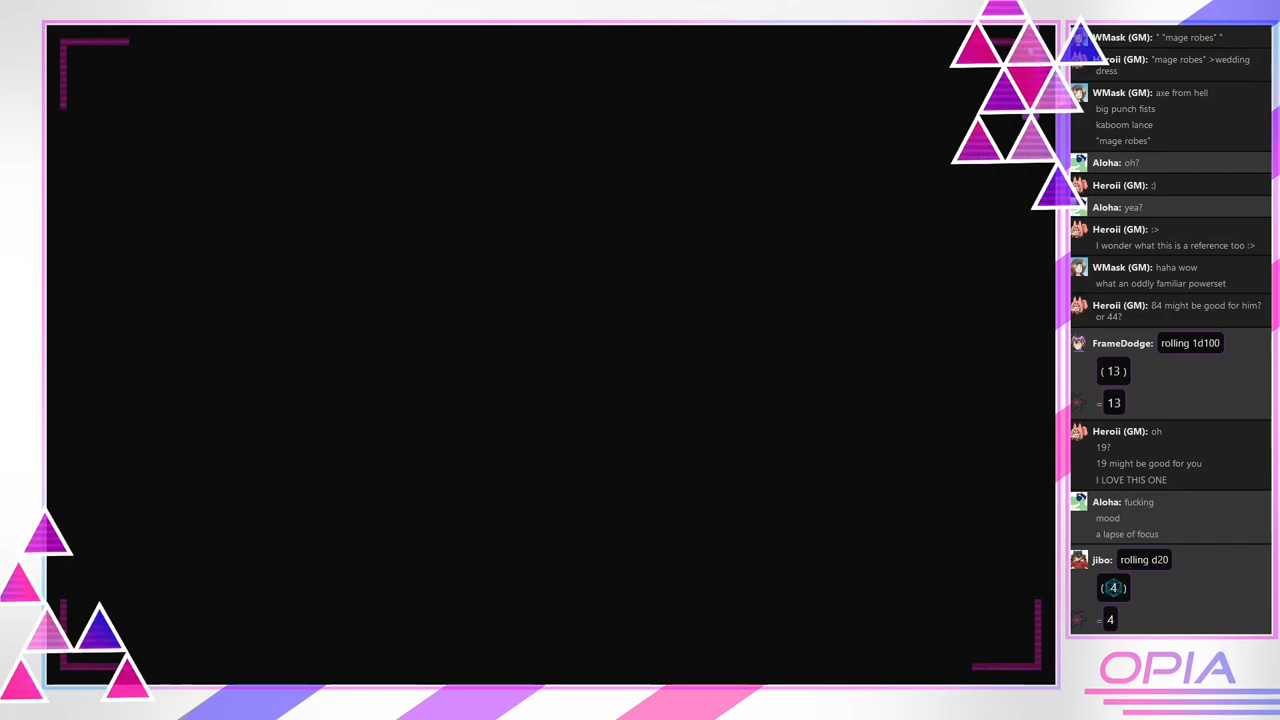 WMask (GM): " "mage robes" "
Heroii (GM): "mage robes" >wedding
dress
WMask (GM): axe from hell
big punch fists
kaboom lance
"mage robes"
Aloha: oh?
Heroii (GM): :)
Aloha: yea?
Heroii (GM): :>
I wonder what this is a reference too :>
WMask (GM): haha wow
what an oddly familiar powerset
Heroii (GM): 84 might be good for him?
or 44?
FrameDodge: rolling 1d100
( 13 )
= 13
Heroii (GM): oh
19?
19 might be good for you
I LOVE THIS ONE
Aloha: fucking
mood
a lapse of focus
jibo: rolling d20
( 4 )
= 4
OPIA